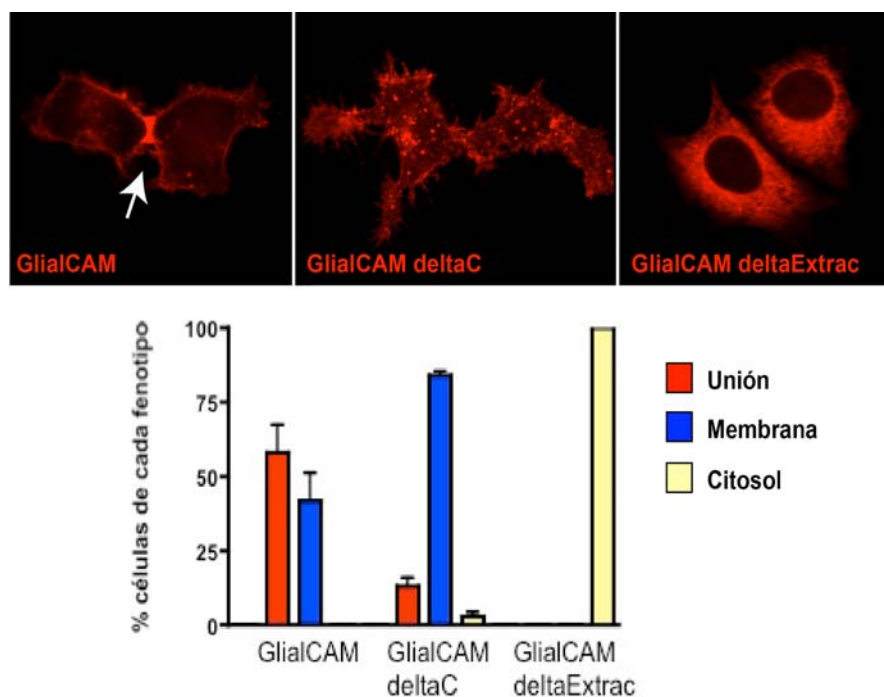 GlialCAM
GlialCAM deltaC
GlialCAM deltaExtrac
% células de cada fenotipo
100
75
50
25
0
GlialCAM
GlialCAM
deltaC
GlialCAM
deltaExtrac
Unión
Membrana
Citosol